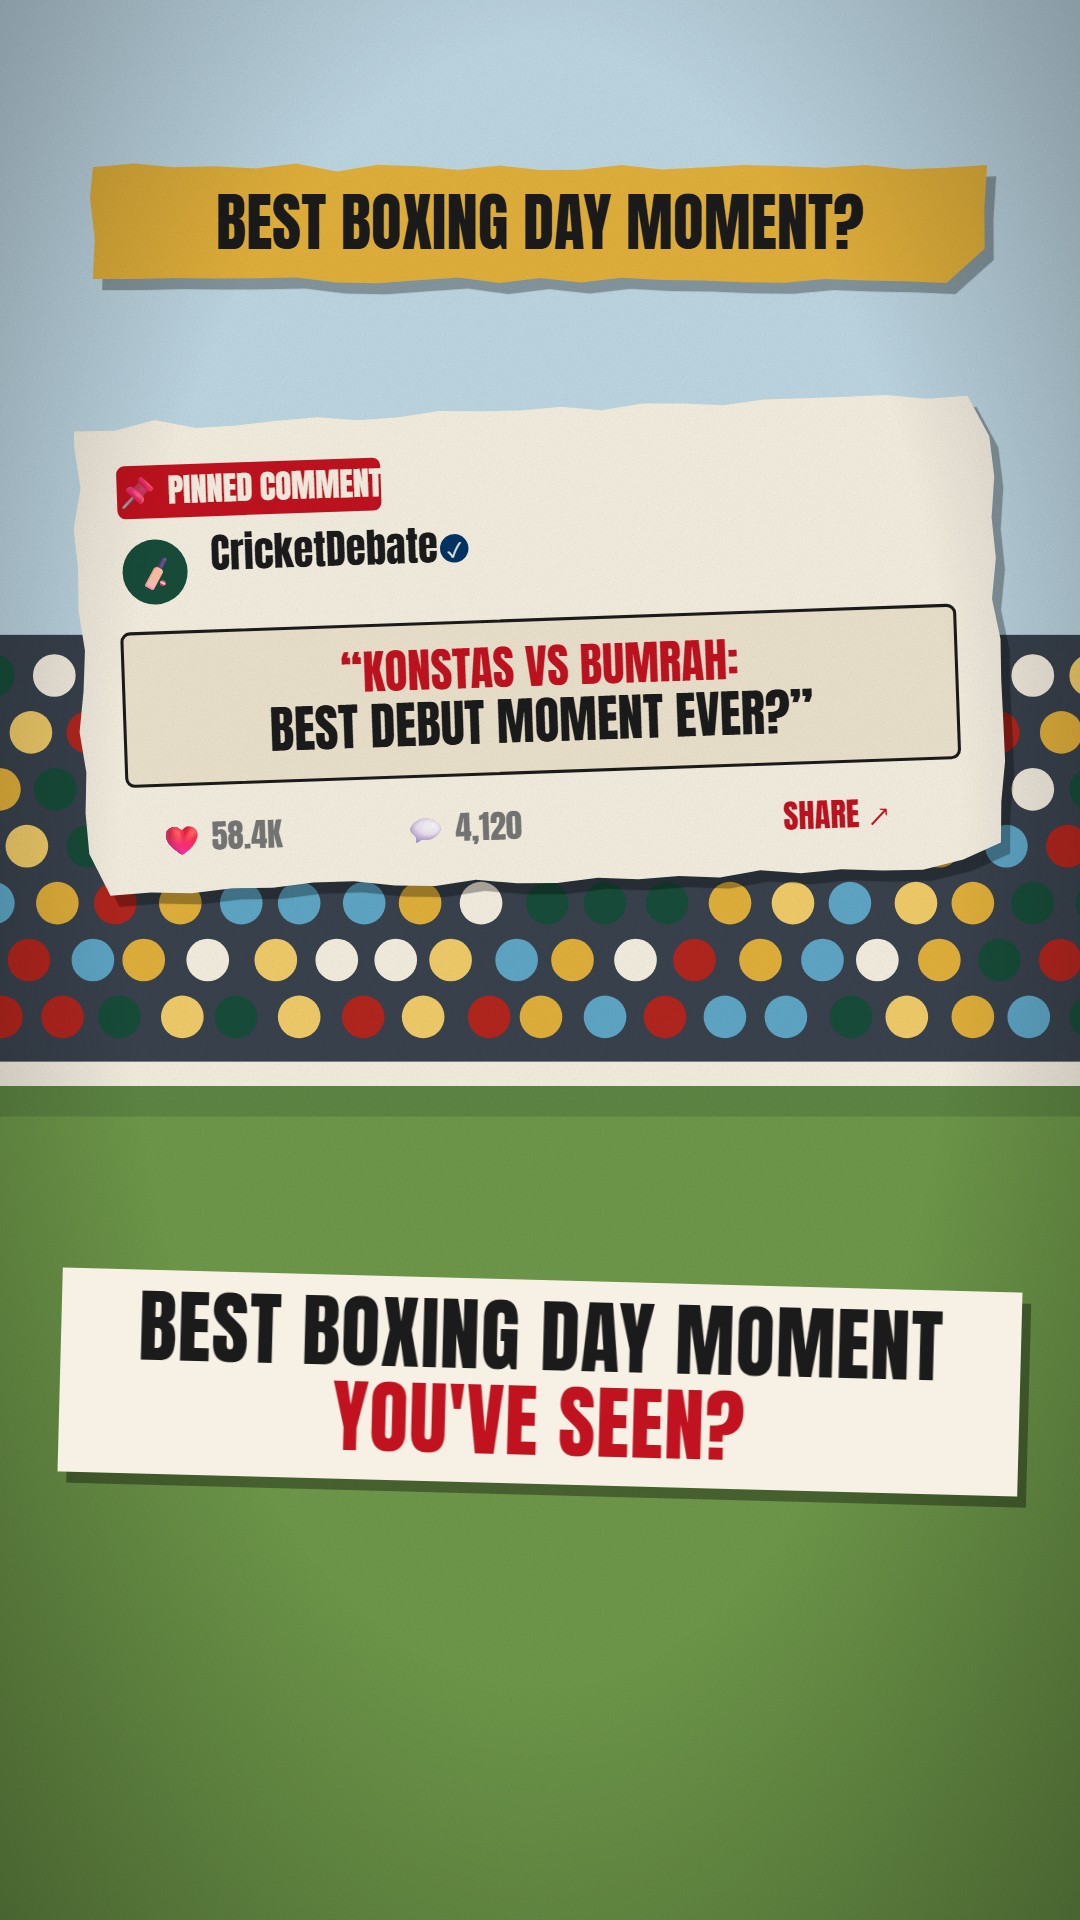 BEST BOXING DAY MOMENT?
PINNED COMMENT
CricketDebate
“KONSTAS VS BUMRAH:
BEST DEBUT MOMENT EVER?”
58.4K 4,120 SHARE ↗
BEST BOXING DAY MOMENT
YOU'VE SEEN?